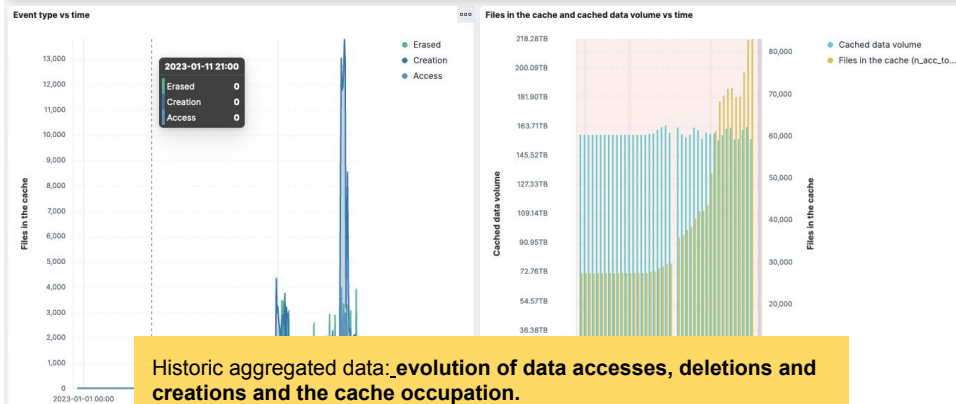 Event type vs time
13,000
12,000
11,000
10,000
9,000
8,000
7,000
6,000
5,000
4,000
3,000
2,000
1,000
0
Files in the cache
2023-01-01 00:00
2023-01-11 21:00
Erased 0
Creation 0
Access 0
Erased
Creation
Access
Files in the cache and cached data volume vs time
218.28TB
200.09TB
181.90TB
163.71TB
145.52TB
127.33TB
109.14TB
90.95TB
72.76TB
54.57TB
36.38TB
Cached data volume
80,000
70,000
60,000
50,000
40,000
30,000
20,000
Files in the cache
Cached data volume
Files in the cache (n_acc_to...
Historic aggregated data: evolution of data accesses, deletions and
creations and the cache occupation.